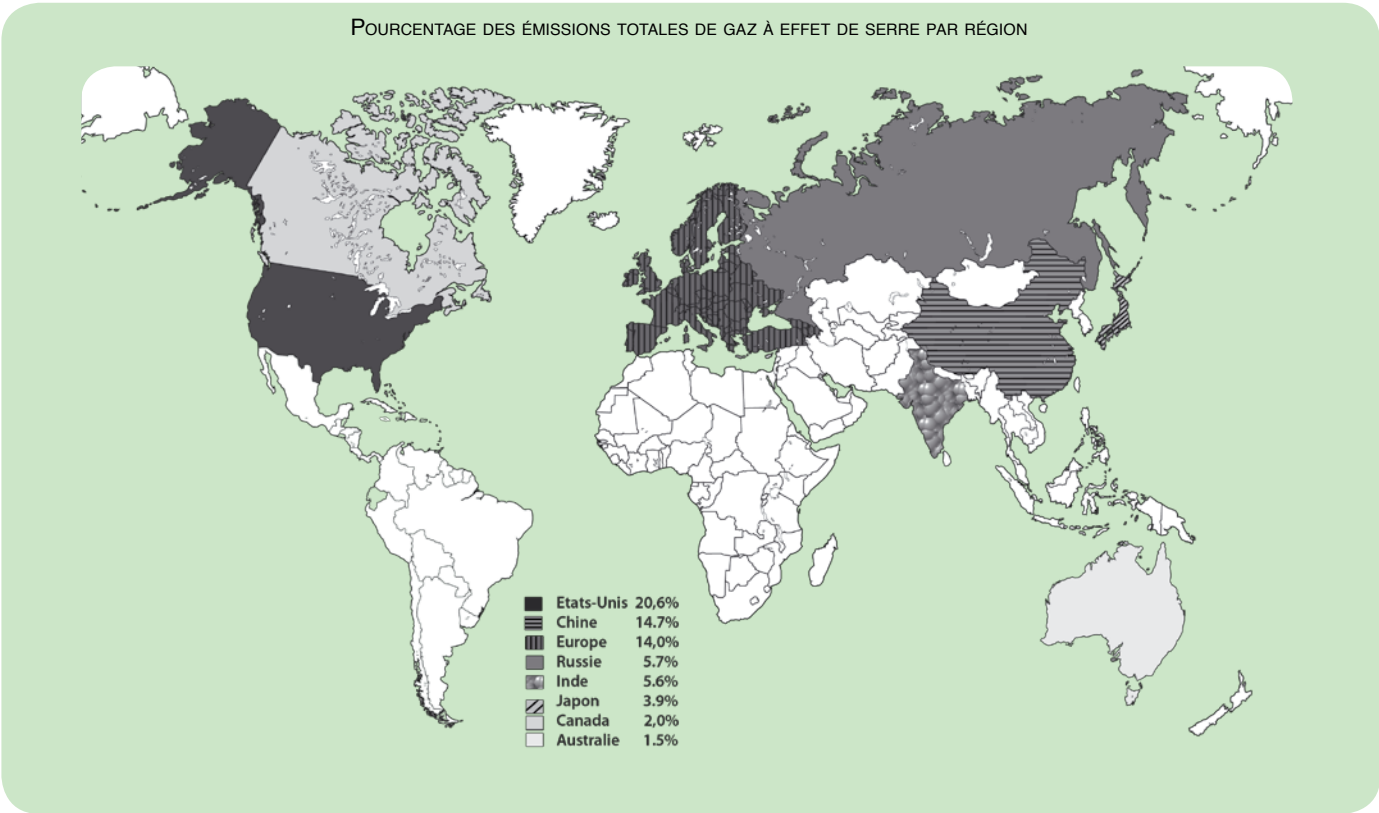 Pourcentage des émissions totales de gaz à effet de serre par région
Etats-Unis 20,6%
Chine 14.7%
Europe 14,0%
Russie 5.7%
Inde 5.6%
Japon 3.9%
Canada 2,0%
Australie 1.5%